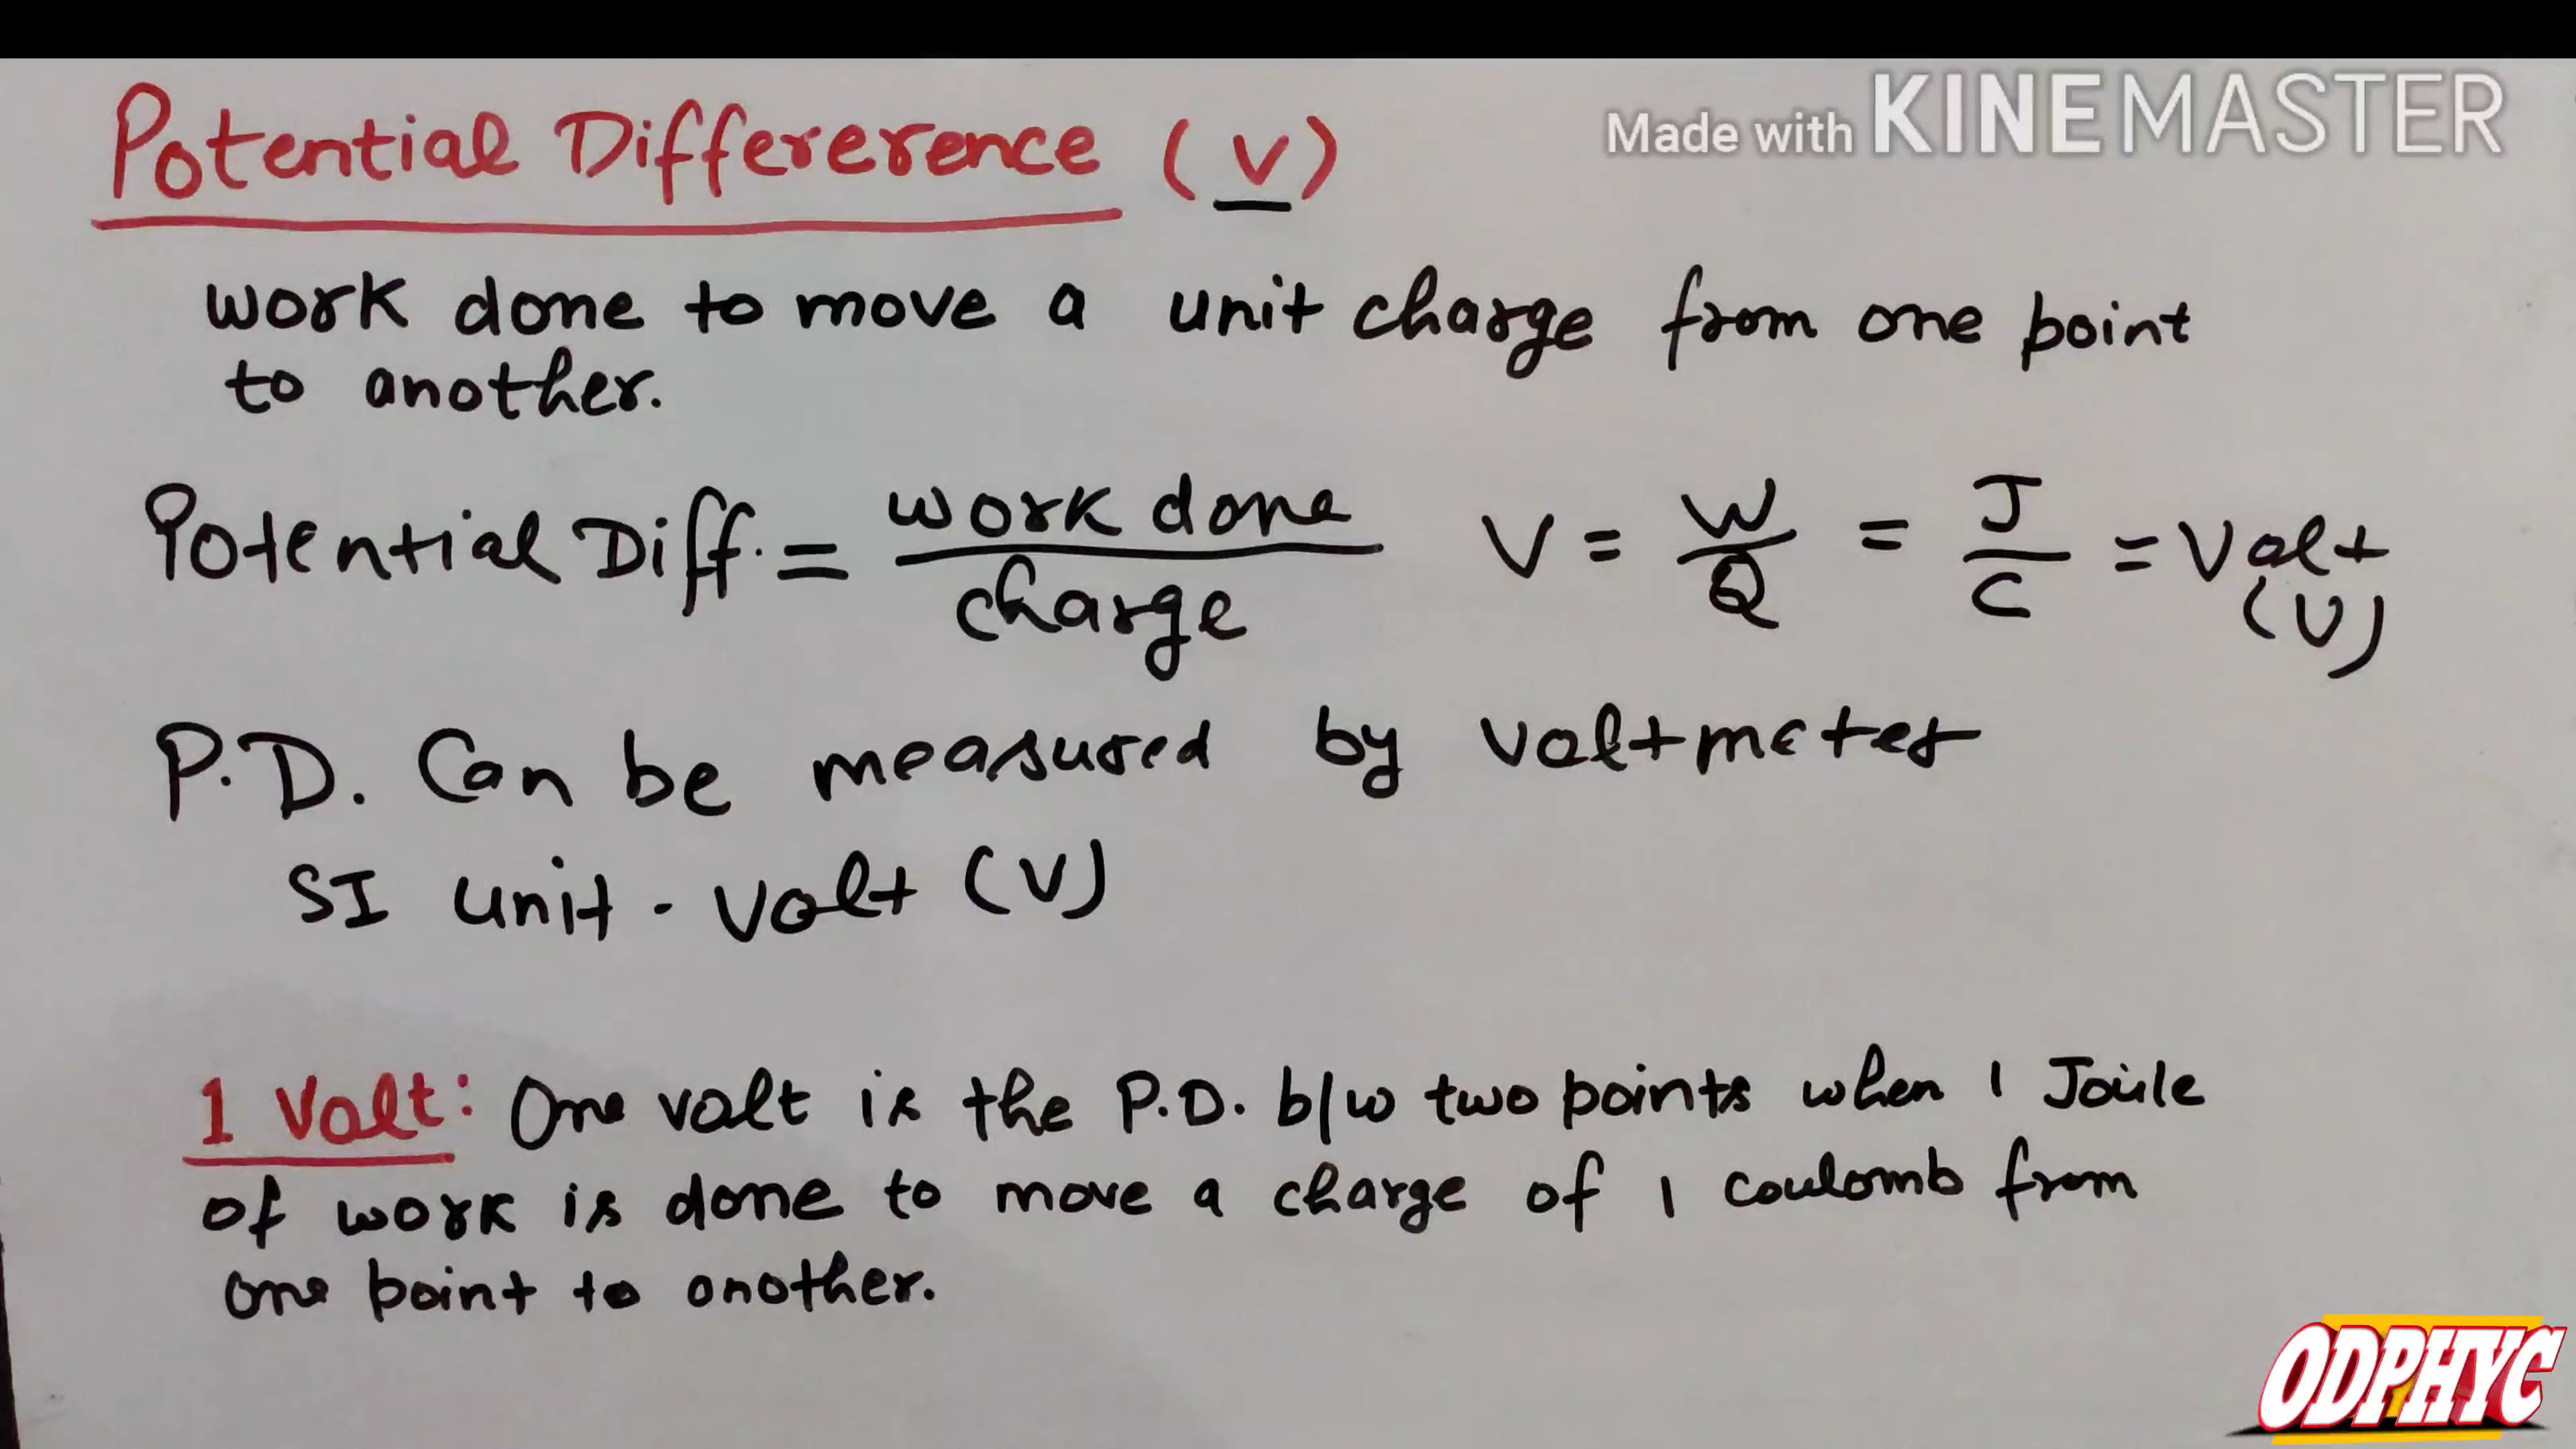 Potential Differerence (V)
Made with KINEMASTER
work done to move a unit charge from one point
to another.
Potential Diff. = work done / charge V = W / Q = J / C = Volt
(V)
P.D. Can be measured by voltmeter
SI unit - Volt (V)
1 Volt: One volt is the P.D. b/w two points when 1 Joule
of work is done to move a charge of 1 coulomb from
one point to onother.
ODPHYC